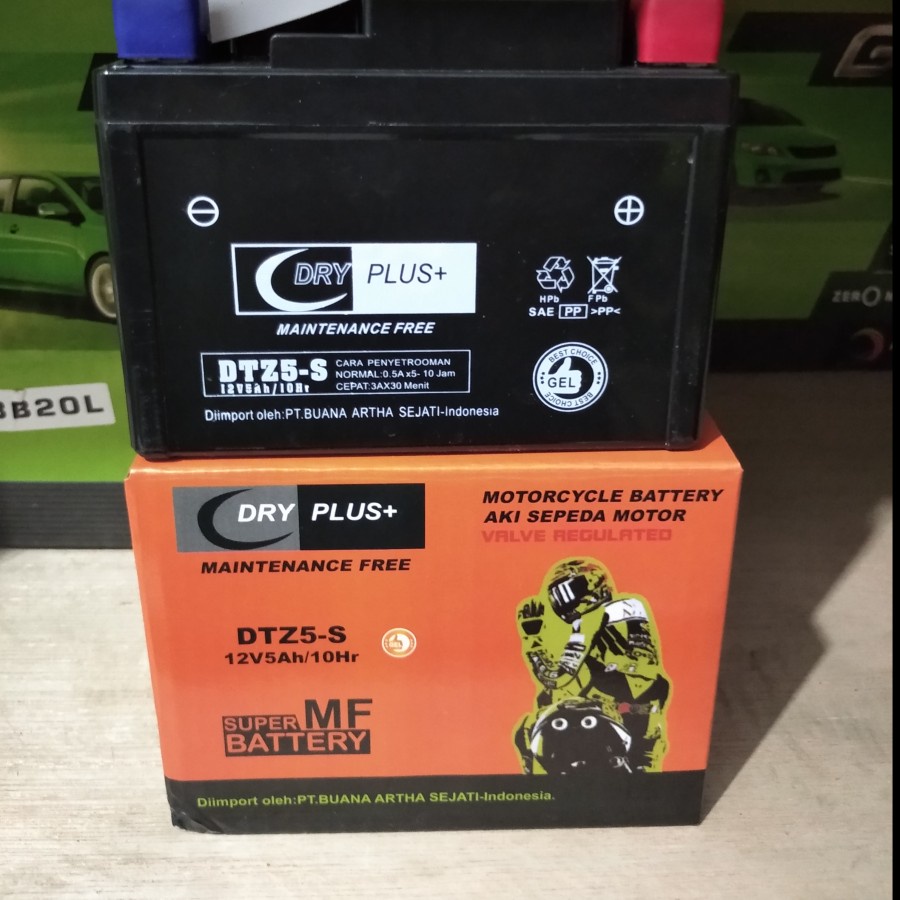 DRY PLUS+
MAINTENANCE FREE
DTZ5-S
12V5Ah/10Hr
CARA PENYETROOMAN
NORMAL:0.5A x5- 10 Jam
CEPAT:3AX30 Menit
Diimport oleh:PT.BUANA ARTHA SEJATI-Indonesia
HPb FPb
SAE PP >PP<
BEST CHOICE
GEL
BEST CHOICE
B20L
ZERO
DRY PLUS+
MAINTENANCE FREE
MOTORCYCLE BATTERY
AKI SEPEDA MOTOR
VALVE REGULATED
DTZ5-S
12V5Ah/10Hr
GEL
SUPER MF
BATTERY
Diimport oleh:PT.BUANA ARTHA SEJATI-Indonesia.